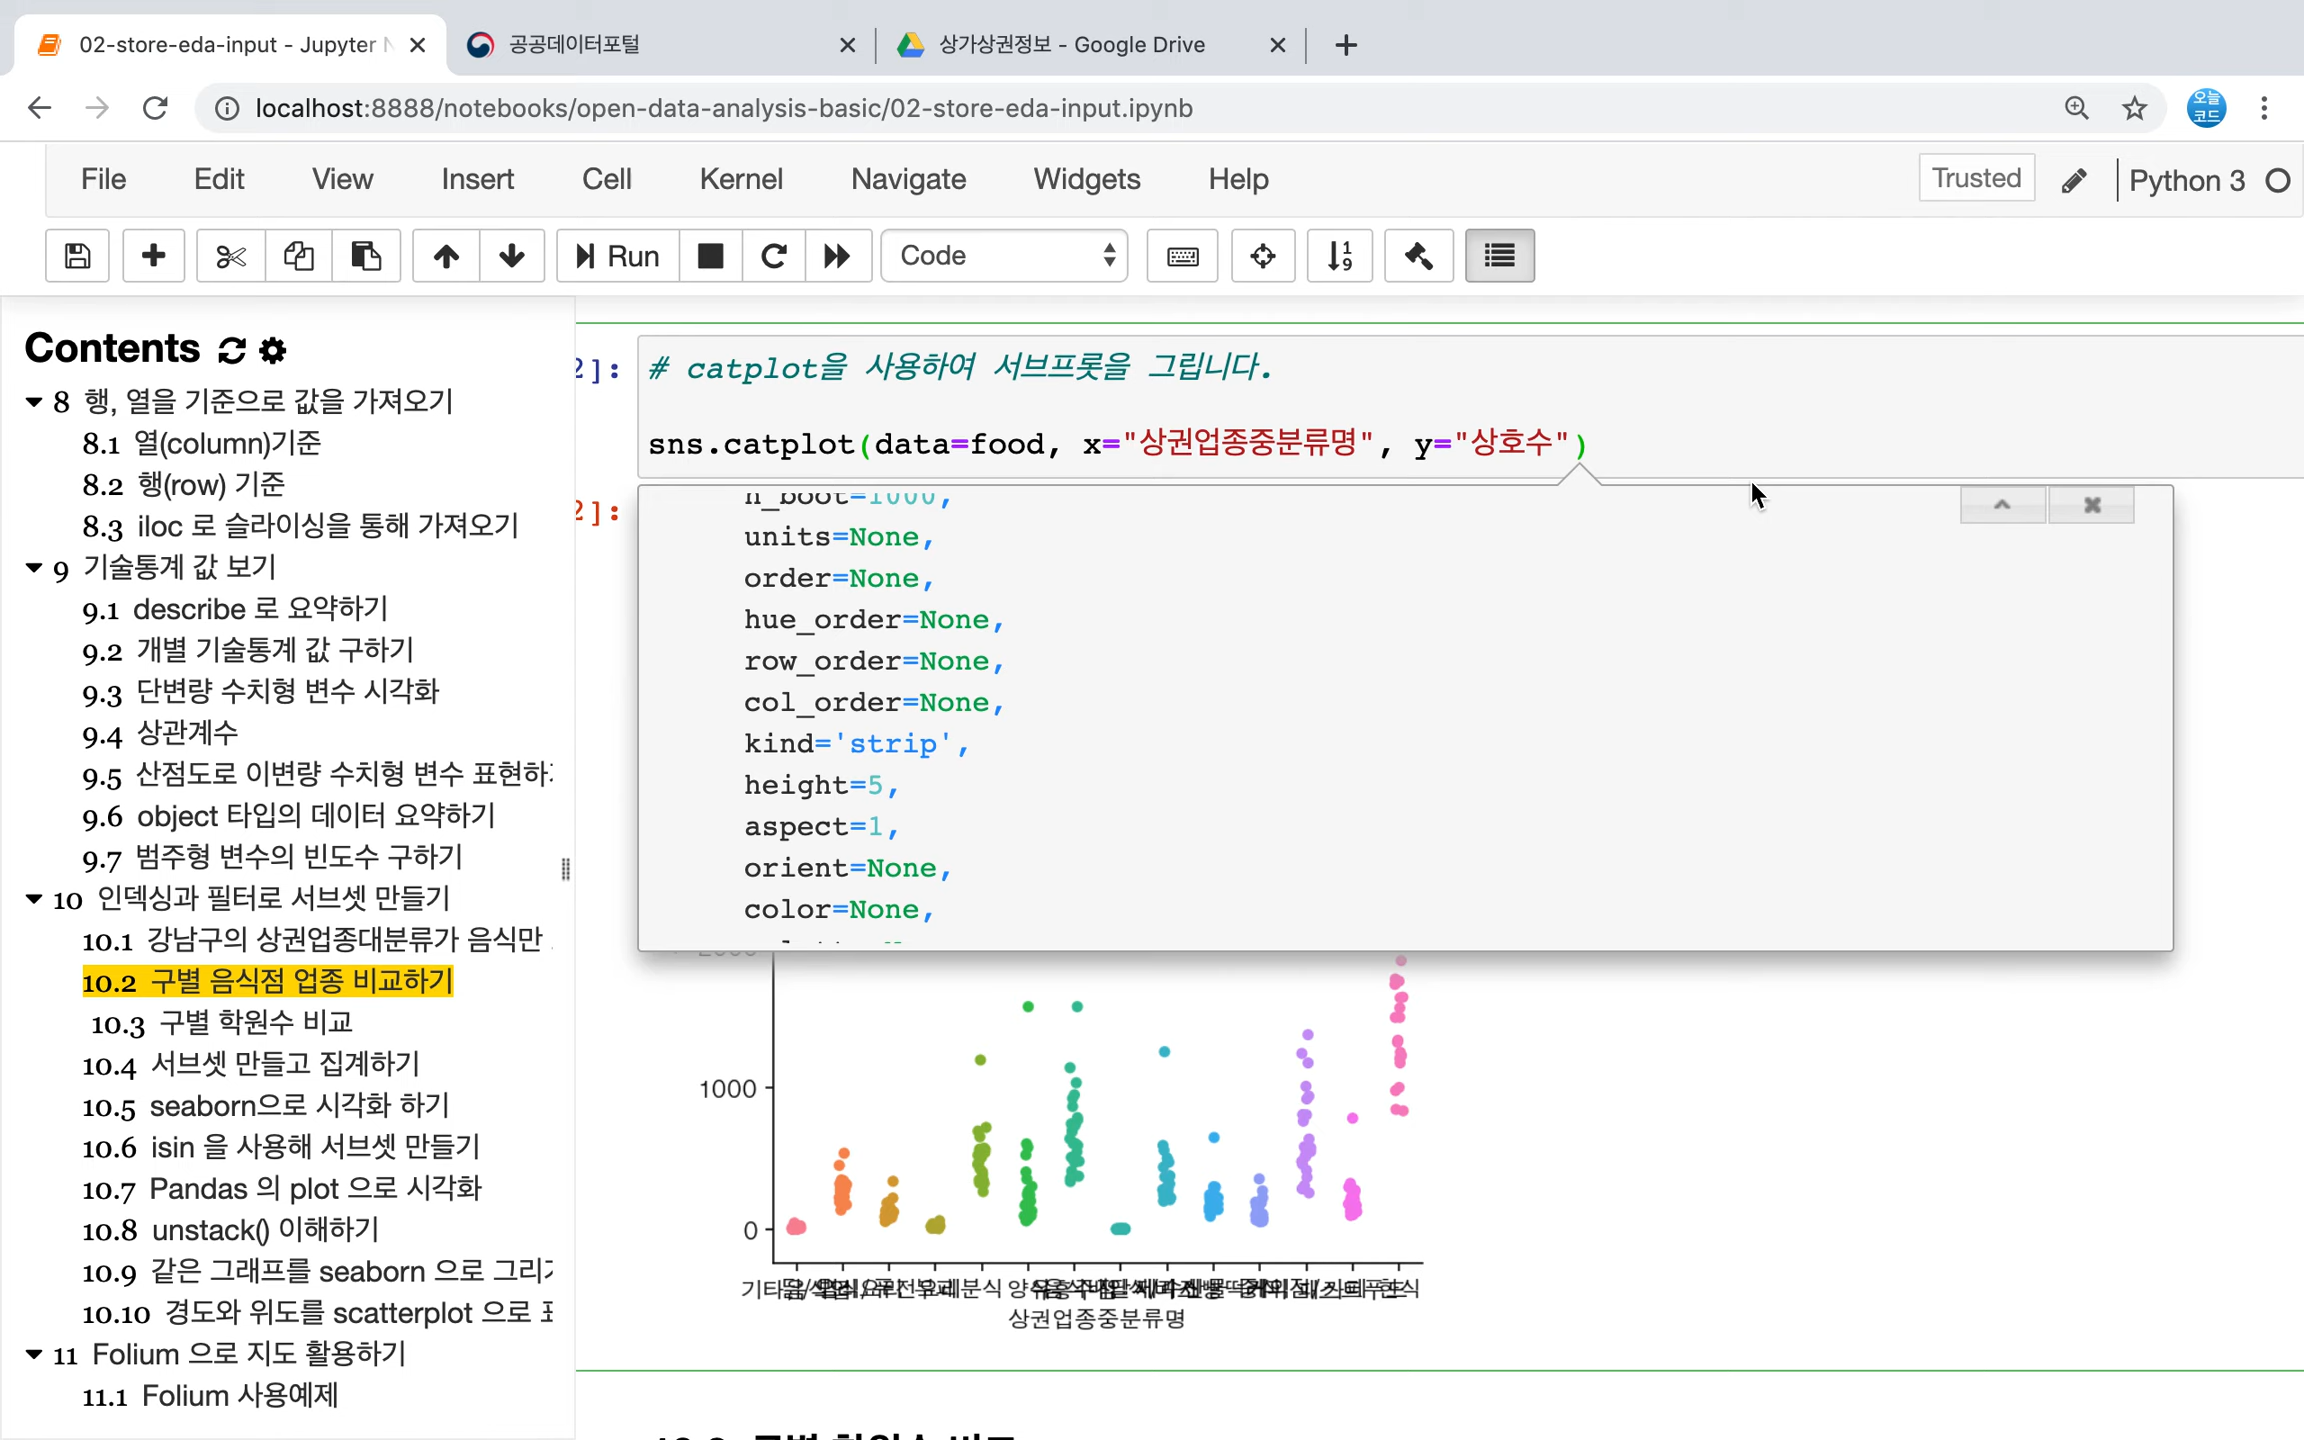 02-store-eda-input - Jupyter N
공공데이터포털
상가상권정보 - Google Drive
localhost:8888/notebooks/open-data-analysis-basic/02-store-eda-input.ipynb
오늘
코드
File Edit View Insert Cell Kernel Navigate Widgets Help
Trusted
Python 3
Run
Code
Contents
8 행, 열을 기준으로 값을 가져오기
8.1 열(column)기준
8.2 행(row) 기준
8.3 iloc 로 슬라이싱을 통해 가져오기
9 기술통계 값 보기
9.1 describe 로 요약하기
9.2 개별 기술통계 값 구하기
9.3 단변량 수치형 변수 시각화
9.4 상관계수
9.5 산점도로 이변량 수치형 변수 표현하
9.6 object 타입의 데이터 요약하기
9.7 범주형 변수의 빈도수 구하기
10 인덱싱과 필터로 서브셋 만들기
10.1 강남구의 상권업종대분류가 음식만
10.2 구별 음식점 업종 비교하기
10.3 구별 학원수 비교
10.4 서브셋 만들고 집계하기
10.5 seaborn으로 시각화 하기
10.6 isin 을 사용해 서브셋 만들기
10.7 Pandas 의 plot 으로 시각화
10.8 unstack() 이해하기
10.9 같은 그래프를 seaborn 으로 그리
10.10 경도와 위도를 scatterplot 으로
11 Folium 으로 지도 활용하기
11.1 Folium 사용예제
2]:
# catplot을 사용하여 서브프롯을 그립니다.
sns.catplot(data=food, x="상권업종중분류명", y="상호수")
2]:
n_boot=1000,
units=None,
order=None,
hue_order=None,
row_order=None,
col_order=None,
kind='strip',
height=5,
aspect=1,
orient=None,
color=None,
1000
0
상권업종중분류명